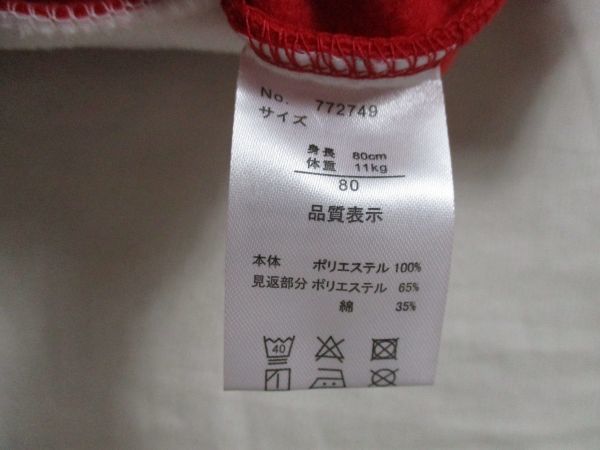 No. 772749
サイズ
身長 80cm
体重 11kg
80
品質表示
本体 ポリエステル 100%
見返部分 ポリエステル 65%
綿 35%
40